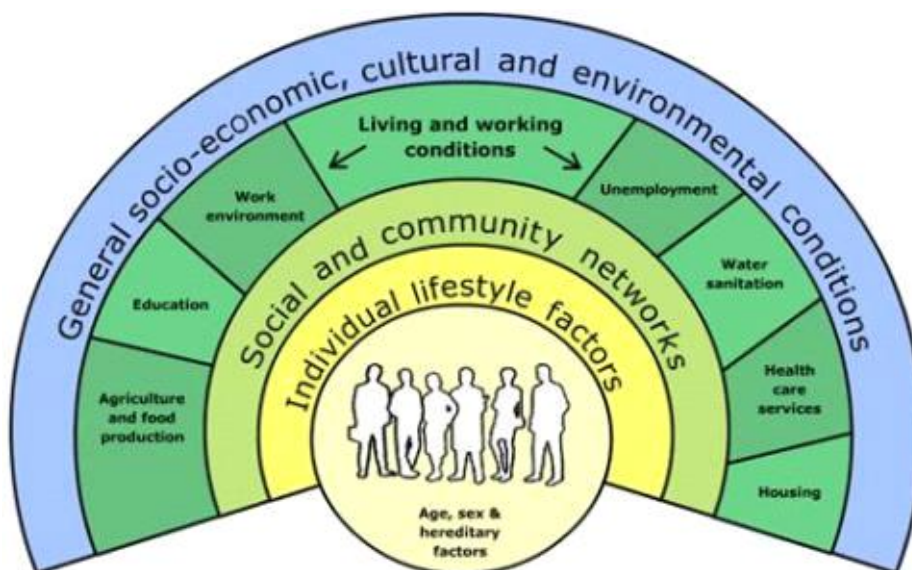 General socio-economic, cultural and environmental conditions
Living and working
conditions
Agriculture
and food
production
Education
Work
environment
Unemployment
Water
sanitation
Health
care
services
Housing
Social and community networks
Individual lifestyle factors
Age, sex &
hereditary
factors